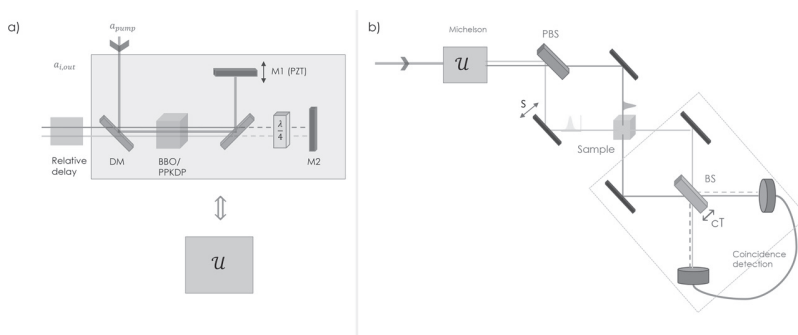 a)
a_pump
a_i,out
M1 (PZT)
λ/4
Relative
delay
DM
BBO/
PPKDP
M2
𝒰
b)
Michelson
PBS
𝒰
S
Sample
BS
cT
Coincidence
detection